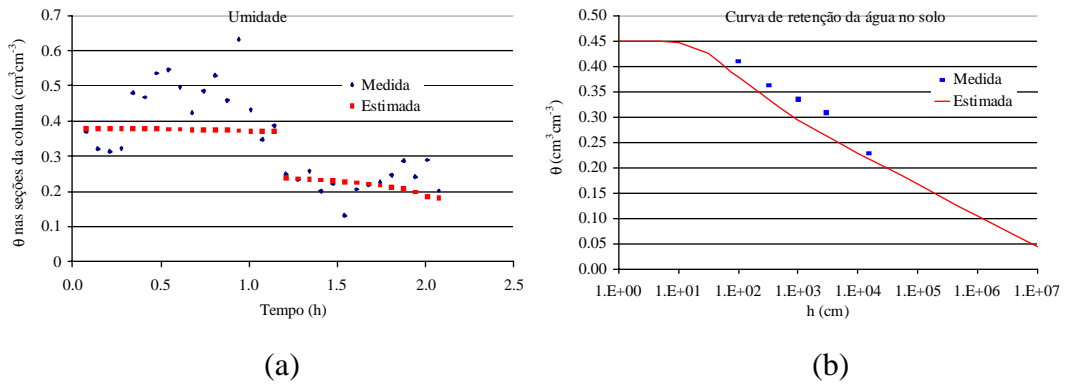 Umidade
0.7
0.6
0.5
0.4
0.3
0.2
0.1
0
θ nas seções da coluna (cm³cm⁻³)
Medida
Estimada
0.0 0.5 1.0 1.5 2.0 2.5
Tempo (h)
(a)
Curva de retenção da água no solo
0.50
0.45
0.40
0.35
0.30
0.25
0.20
0.15
0.10
0.05
0.00
θ (cm³cm⁻³)
Medida
Estimada
1.E+00 1.E+01 1.E+02 1.E+03 1.E+04 1.E+05 1.E+06 1.E+07
h (cm)
(b)